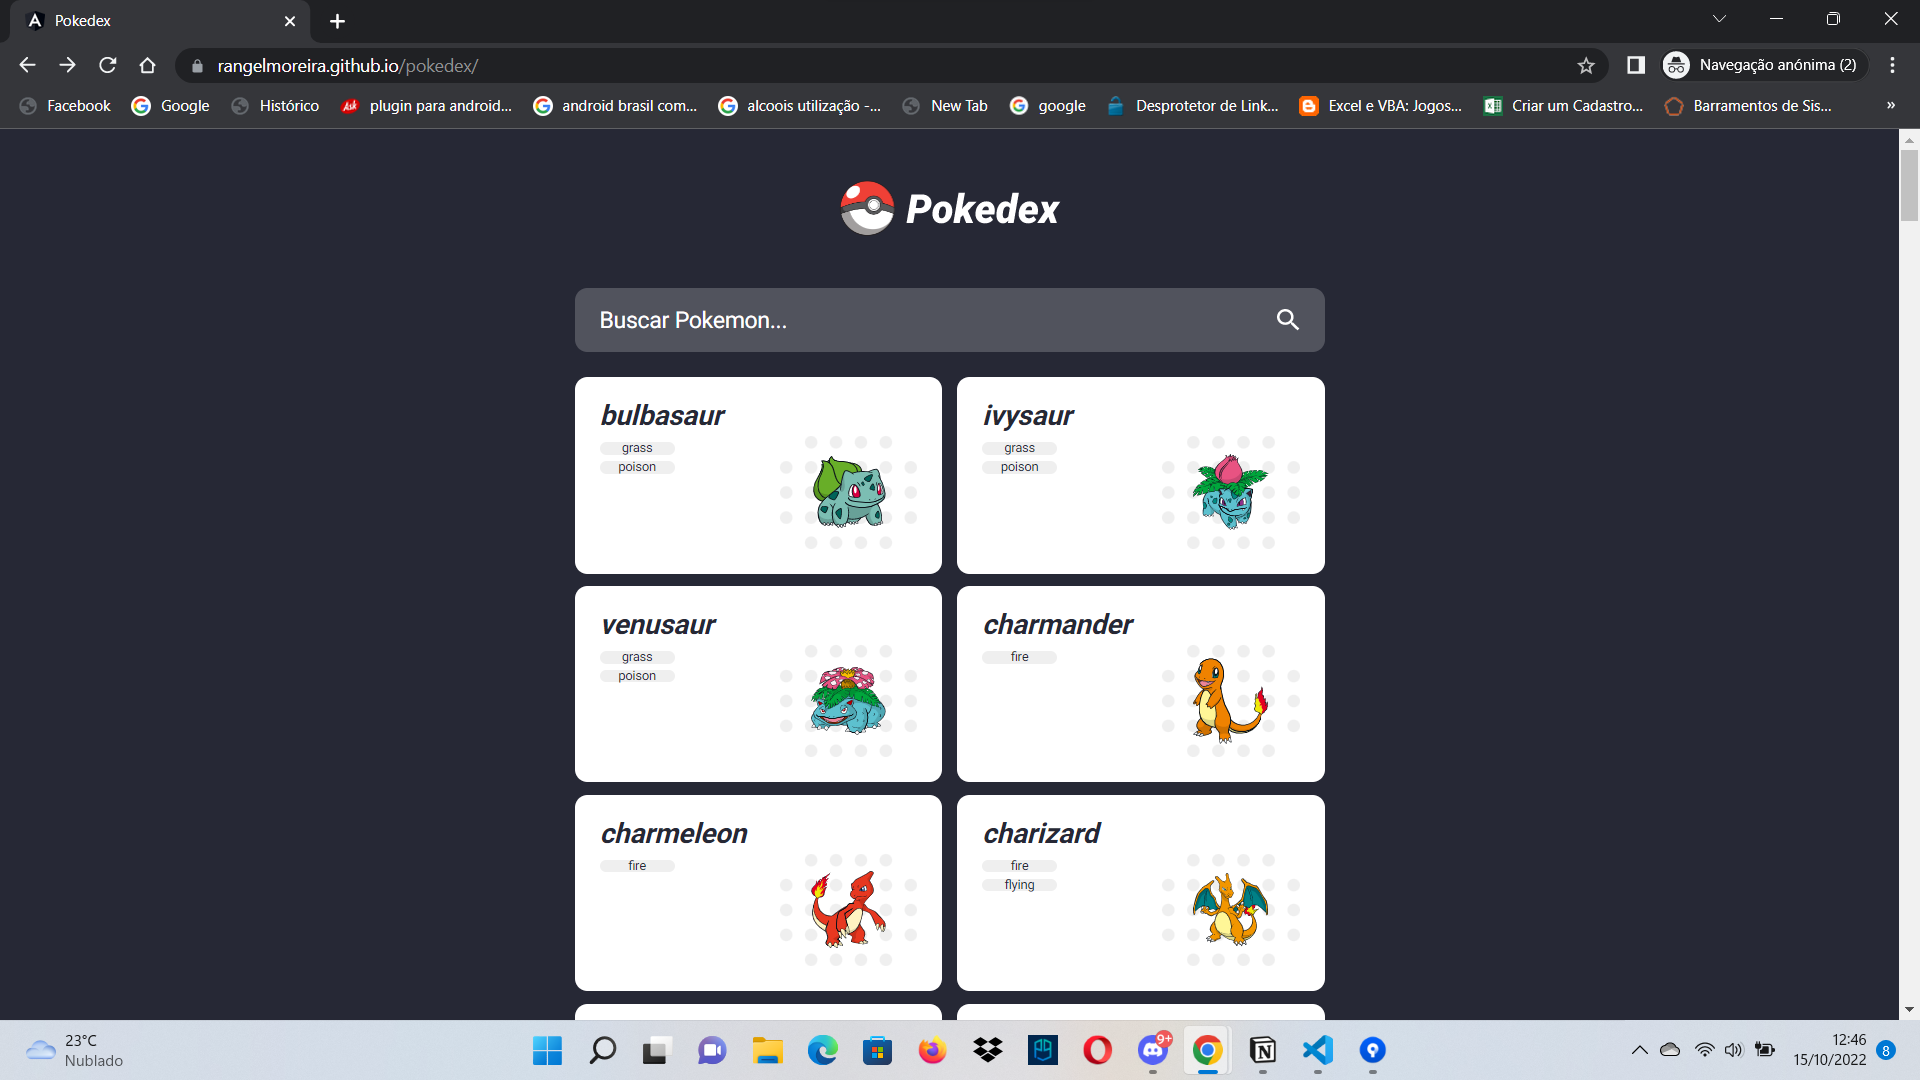 Pokedex
rangelmoreira.github.io/pokedex/
Navegação anónima (2)
Facebook
Google
Histórico
Ask
plugin para android...
android brasil com...
alcoois utilização -...
New Tab
google
Desprotetor de Link...
Excel e VBA: Jogos...
Criar um Cadastro...
Barramentos de Sis...
»
Pokedex
Buscar Pokemon...
bulbasaur
grass
poison
ivysaur
grass
poison
venusaur
grass
poison
charmander
fire
charmeleon
fire
charizard
fire
flying
23°C
Nublado
9+
12:46
15/10/2022
8